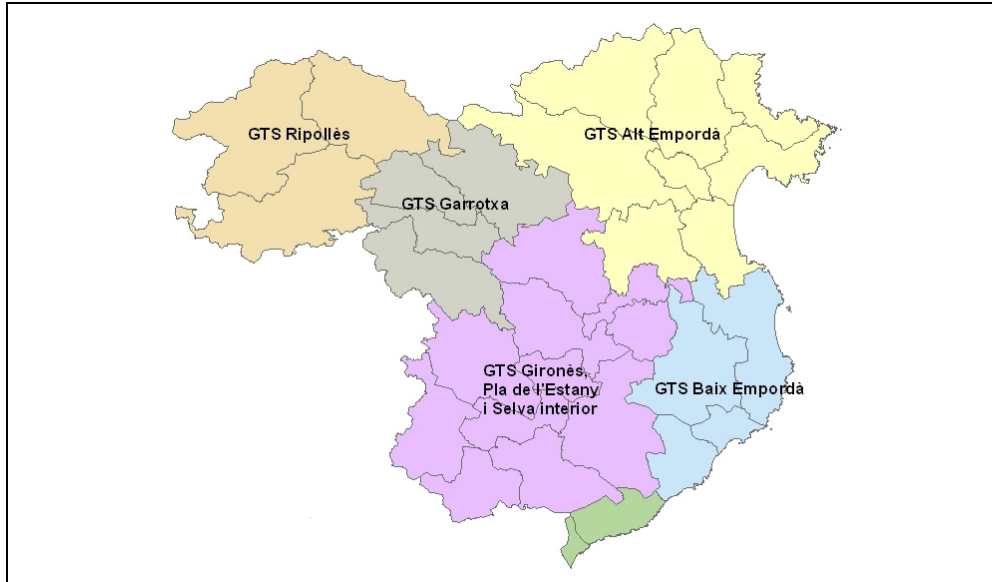 GTS Ripollès
GTS Alt Empordà
GTS Garrotxa
GTS Gironès,
Pla de l'Estany
i Selva interior
GTS Baix Empordà